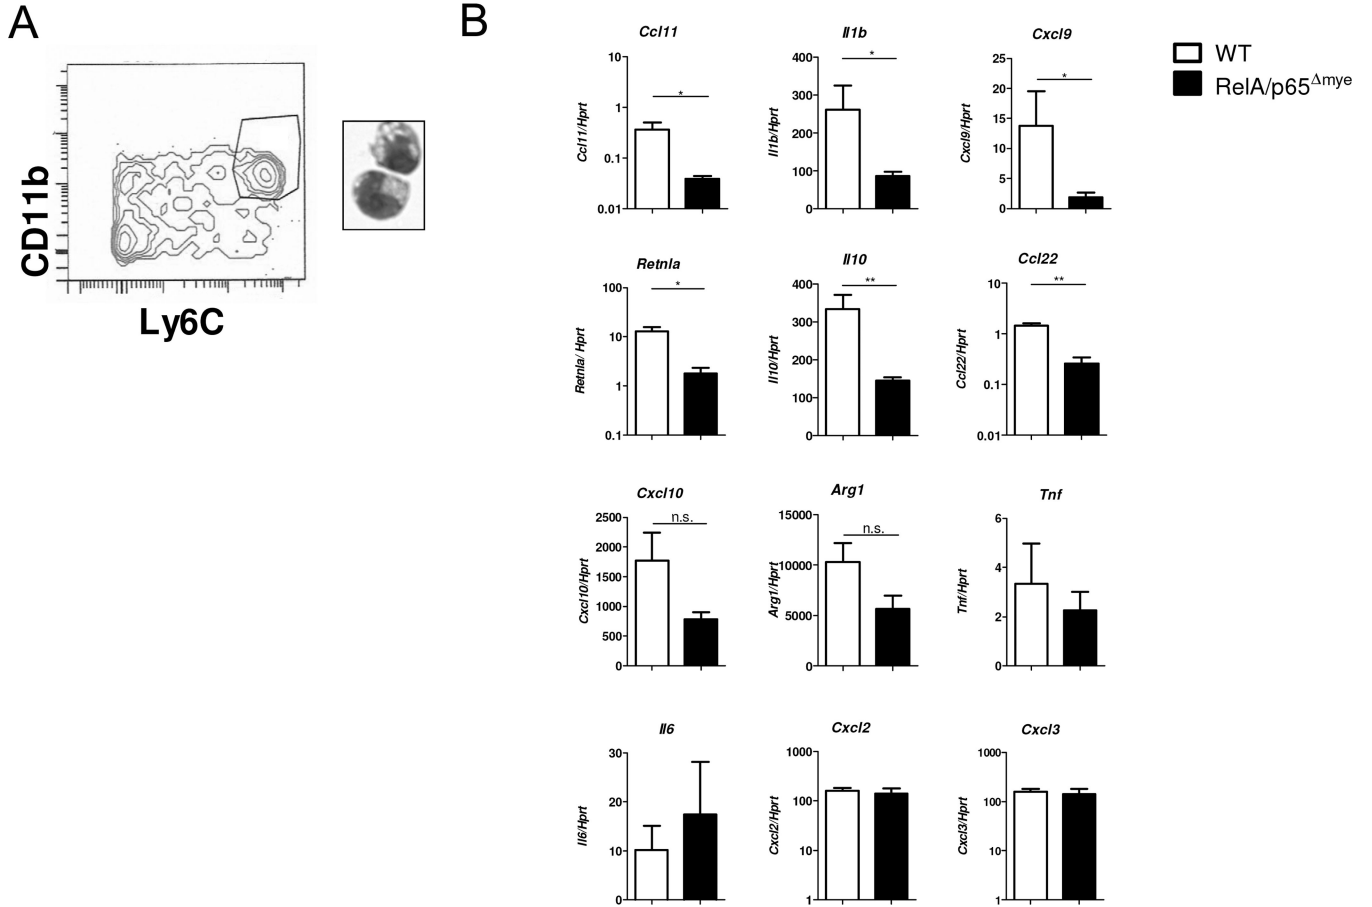 A
CD11b
Ly6C
B
WT
RelA/p65Δmye
Ccl11
Ccl11/Hprt
10
1
0.1
0.01
*
Il1b
Il1b/Hprt
400
300
200
100
0
*
Cxcl9
Cxcl9/Hprt
25
20
15
10
5
0
*
Retnla
Retnla/ Hprt
100
10
1
0.1
*
Il10
Il10/Hprt
400
300
200
100
0
**
Ccl22
Ccl22/Hprt
10
1
0.1
0.01
**
Cxcl10
Cxcl10/Hprt
2500
2000
1500
1000
500
0
n.s.
Arg1
Arg1/Hprt
15000
10000
5000
0
n.s.
Tnf
Tnf/Hprt
6
4
2
0
Il6
Il6/Hprt
30
20
10
0
Cxcl2
Cxcl2/Hprt
1000
100
10
1
Cxcl3
Cxcl3/Hprt
1000
100
10
1